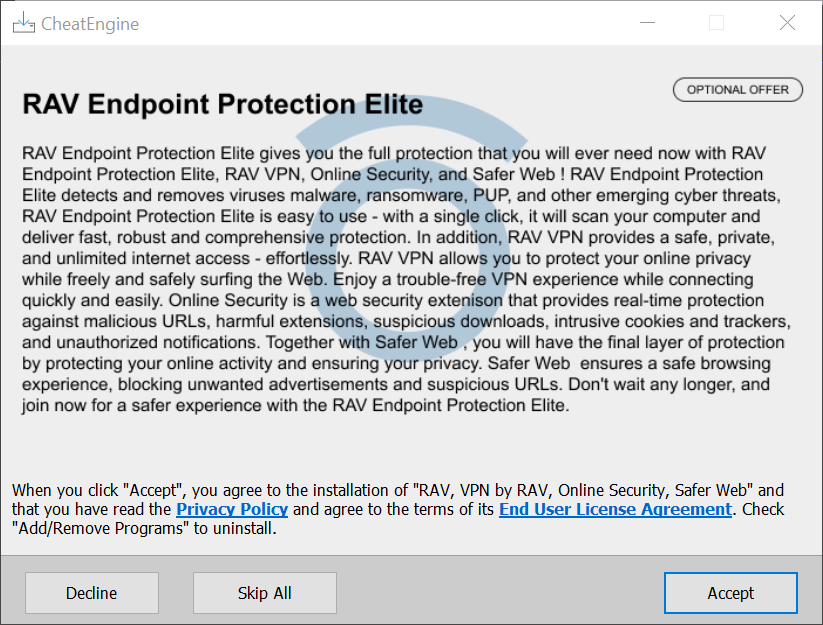 CheatEngine
OPTIONAL OFFER
RAV Endpoint Protection Elite
RAV Endpoint Protection Elite gives you the full protection that you will ever need now with RAV
Endpoint Protection Elite, RAV VPN, Online Security, and Safer Web ! RAV Endpoint Protection
Elite detects and removes viruses malware, ransomware, PUP, and other emerging cyber threats,
RAV Endpoint Protection Elite is easy to use - with a single click, it will scan your computer and
deliver fast, robust and comprehensive protection. In addition, RAV VPN provides a safe, private,
and unlimited internet access - effortlessly. RAV VPN allows you to protect your online privacy
while freely and safely surfing the Web. Enjoy a trouble-free VPN experience while connecting
quickly and easily. Online Security is a web security extenison that provides real-time protection
against malicious URLs, harmful extensions, suspicious downloads, intrusive cookies and trackers,
and unauthorized notifications. Together with Safer Web , you will have the final layer of protection
by protecting your online activity and ensuring your privacy. Safer Web  ensures a safe browsing
experience, blocking unwanted advertisements and suspicious URLs. Don't wait any longer, and
join now for a safer experience with the RAV Endpoint Protection Elite.
When you click "Accept", you agree to the installation of "RAV, VPN by RAV, Online Security, Safer Web" and
that you have read the Privacy Policy and agree to the terms of its End User License Agreement. Check
"Add/Remove Programs" to uninstall.
Decline
Skip All
Accept